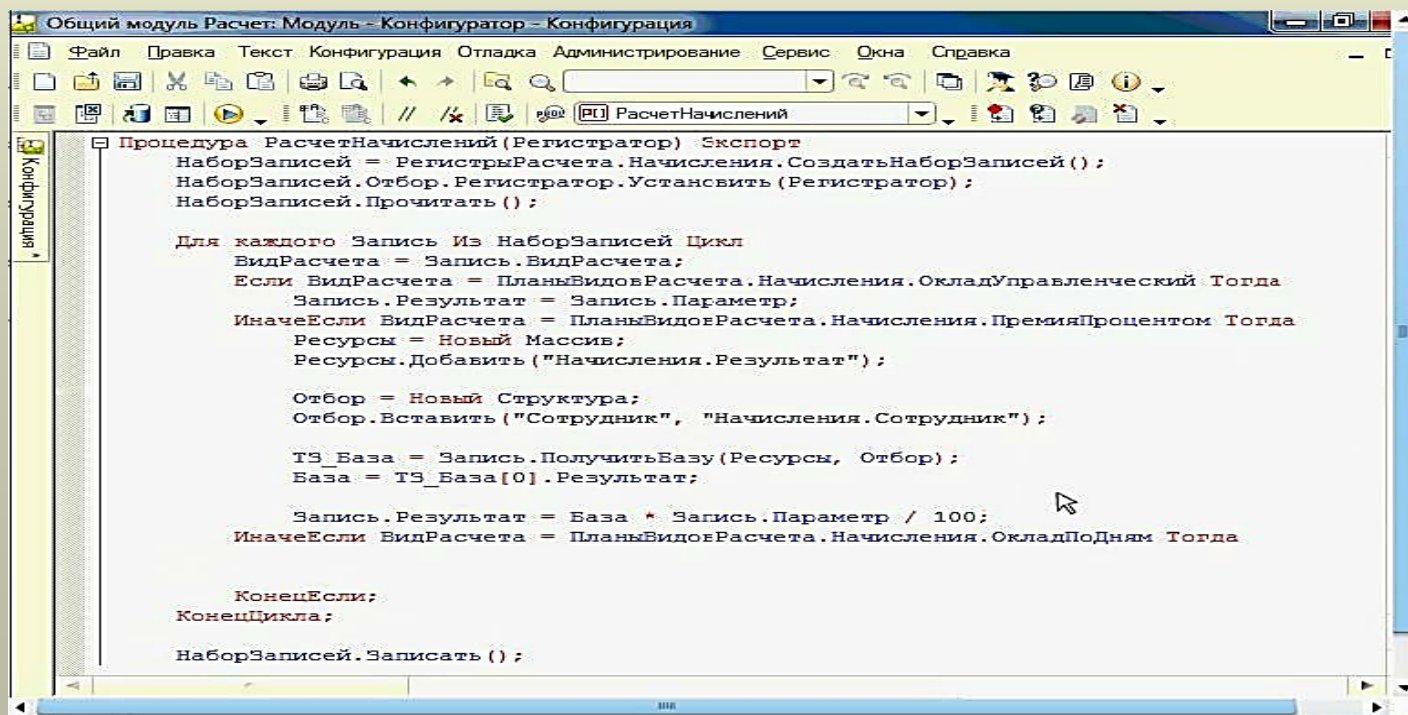 Общий модуль Расчет: Модуль - Конфигуратор - Конфигурация
Файл Правка Текст Конфигурация Отладка Администрирование Сервис Окна Справка
РасчетНачислений
Конфигурация
Процедура РасчетНачислений(Регистратор) Экспорт
НаборЗаписей = РегистрыРасчета.Начисления.СоздатьНаборЗаписей();
НаборЗаписей.Отбор.Регистратор.Установить(Регистратор);
НаборЗаписей.Прочитать();
Для каждого Запись Из НаборЗаписей Цикл
ВидРасчета = Запись.ВидРасчета;
Если ВидРасчета = ПланыВидовРасчета.Начисления.ОкладУправленческий Тогда
Запись.Результат = Запись.Параметр;
ИначеЕсли ВидРасчета = ПланыВидовРасчета.Начисления.ПремияПроцентом Тогда
Ресурсы = Новый Массив;
Ресурсы.Добавить("Начисления.Результат");
Отбор = Новый Структура;
Отбор.Вставить("Сотрудник", "Начисления.Сотрудник");
ТЗ_База = Запись.ПолучитьБазу(Ресурсы, Отбор);
База = ТЗ_База[0].Результат;
Запись.Результат = База * Запись.Параметр / 100;
ИначеЕсли ВидРасчета = ПланыВидовРасчета.Начисления.ОкладПоДням Тогда
КонецЕсли;
КонецЦикла;
НаборЗаписей.Записать();